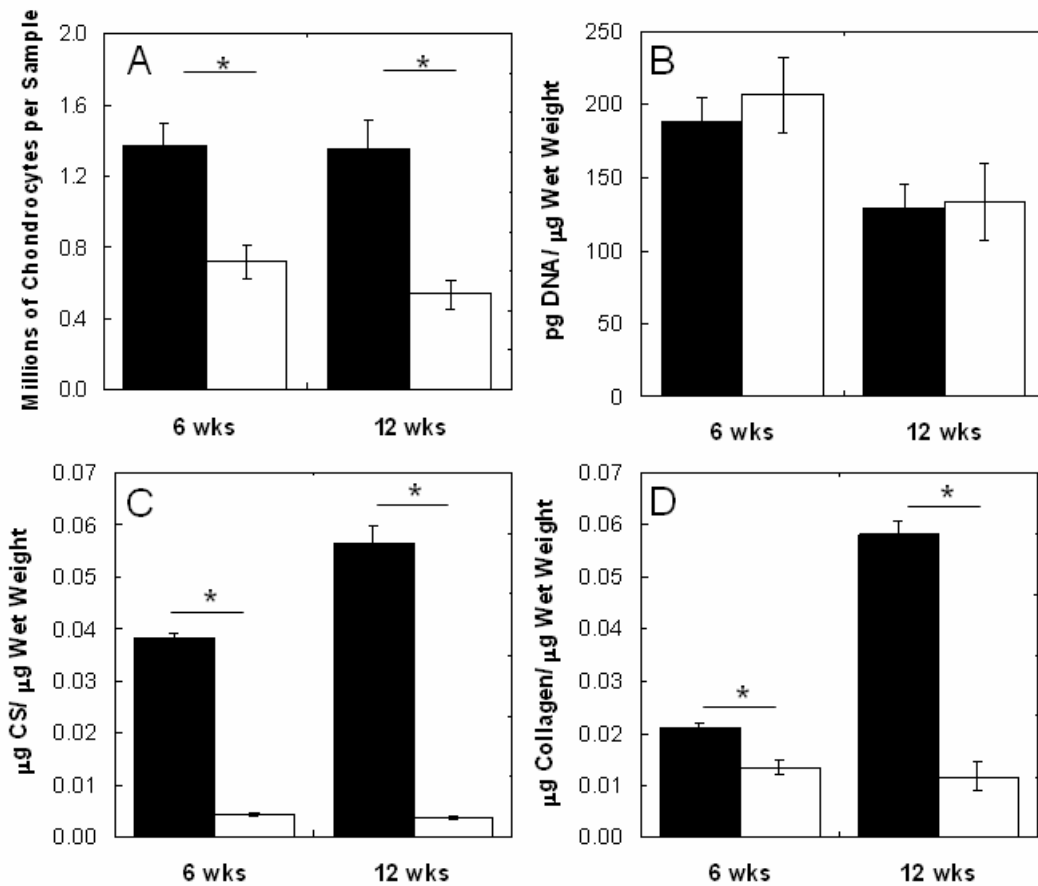 A
Millions of Chondrocytes per Sample
2.0
1.6
1.2
0.8
0.4
0.0
*
*
6 wks
12 wks
B
pg DNA/ µg Wet Weight
250
200
150
100
50
0
6 wks
12 wks
C
µg CS/ µg Wet Weight
0.07
0.06
0.05
0.04
0.03
0.02
0.01
0.00
*
*
6 wks
12 wks
D
µg Collagen/ µg Wet Weight
0.07
0.06
0.05
0.04
0.03
0.02
0.01
0.00
*
*
6 wks
12 wks